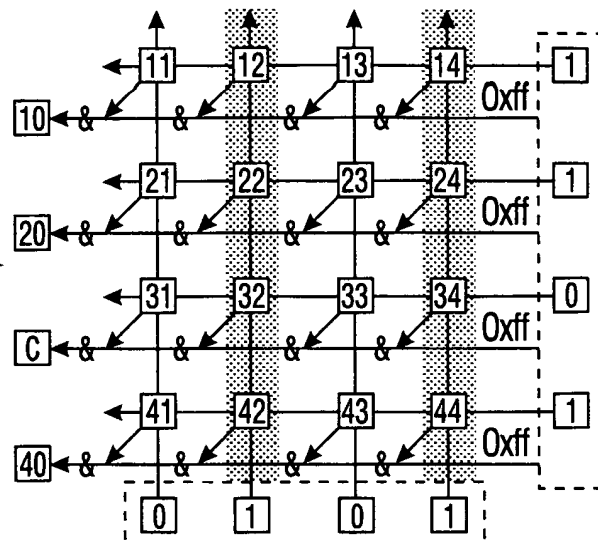 11 12 13 14 1
10 & & & & 0xff
21 22 23 24 1
20 & & & & 0xff
31 32 33 34 0
C & & & & 0xff
41 42 43 44 1
40 & & & & 0xff
0 1 0 1